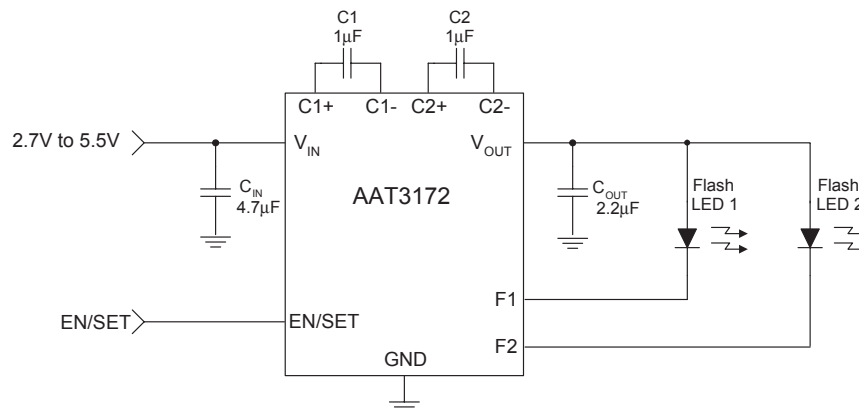 C1
1µF
C2
1µF
C1+
C1-
C2+
C2-
2.7V to 5.5V
VIN
VOUT
CIN
4.7µF
AAT3172
COUT
2.2µF
Flash
LED 1
Flash
LED 2
F1
EN/SET
EN/SET
F2
GND